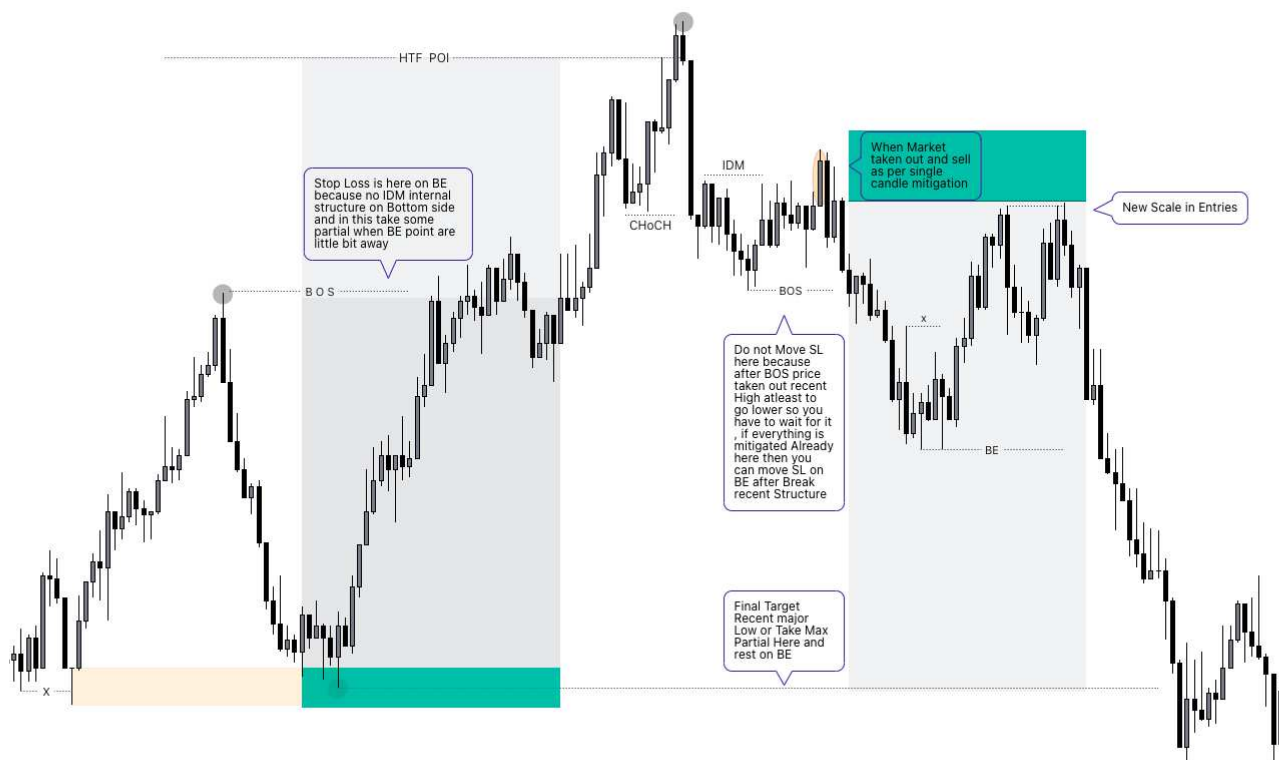 HTF POI
When Market
taken out and sell
as per single
candle mitigation
IDM
Stop Loss is here on BE
because no IDM internal
structure on Bottom side
and in this take some
partial when BE point are
little bit away
New Scale in Entries
CHoCH
BOS
BOS
x
Do not Move SL
here because
after BOS price
taken out recent
High atleast to
go lower so you
have to wait for it
, if everything is
mitigated Already
here then you
can move SL on
BE after Break
recent Structure
BE
Final Target
Recent major
Low or Take Max
Partial Here and
rest on BE
X